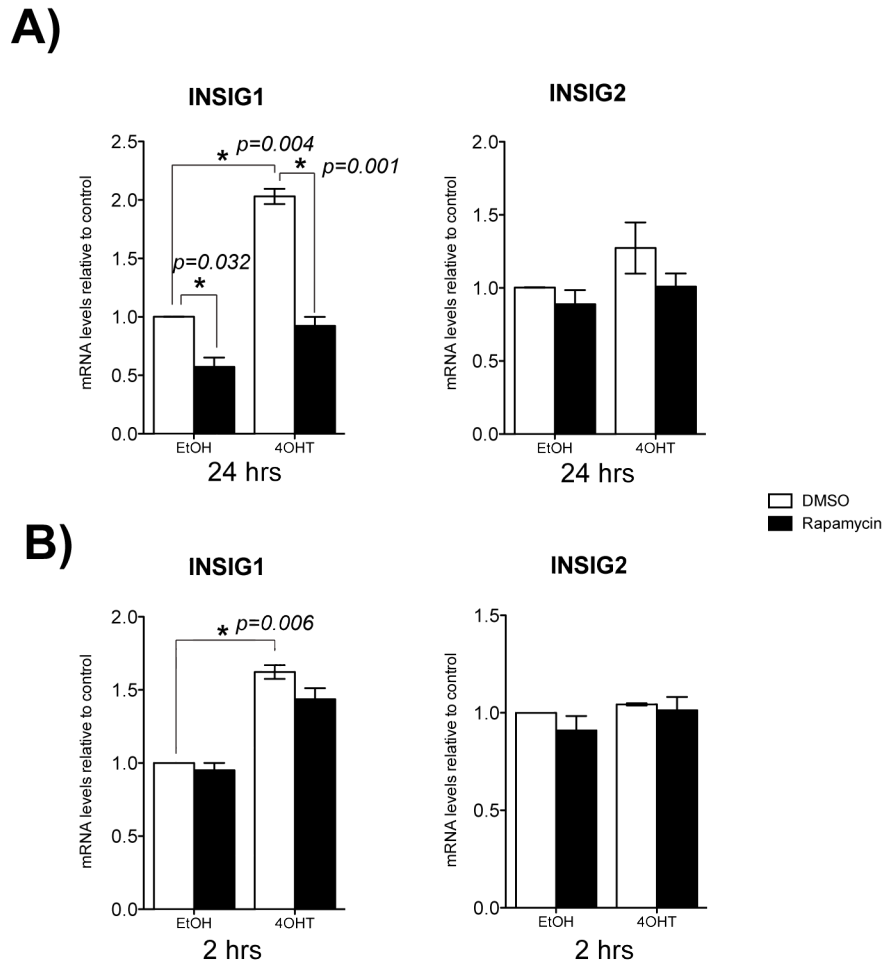 A)
INSIG1
mRNA levels relative to control
2.5
2.0
1.5
1.0
0.5
0.0
* p=0.004
* p=0.001
p=0.032
*
EtOH 4OHT
24 hrs
INSIG2
mRNA levels relative to control
2.0
1.5
1.0
0.5
0.0
EtOH 4OHT
24 hrs
DMSO
Rapamycin
B)
INSIG1
mRNA levels relative to control
2.0
1.5
1.0
0.5
0.0
* p=0.006
EtOH 4OHT
2 hrs
INSIG2
mRNA levels relative to control
1.5
1.0
0.5
0.0
EtOH 4OHT
2 hrs